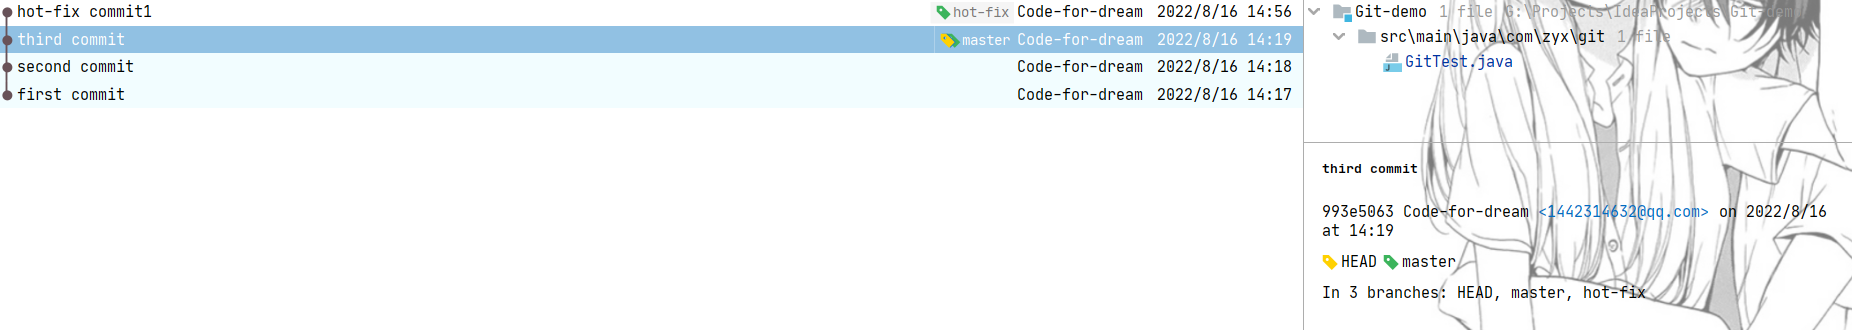 hot-fix commit1 hot-fix Code-for-dream 2022/8/16 14:56
third commit master Code-for-dream 2022/8/16 14:19
second commit Code-for-dream 2022/8/16 14:18
first commit Code-for-dream 2022/8/16 14:17
Git-demo 1 file G:\Projects\IdeaProjects\Git-demo
src\main\java\com\zyx\git 1 file
GitTest.java
third commit
993e5063 Code-for-dream <1442314632@qq.com> on 2022/8/16
at 14:19
HEAD master
In 3 branches: HEAD, master, hot-fix